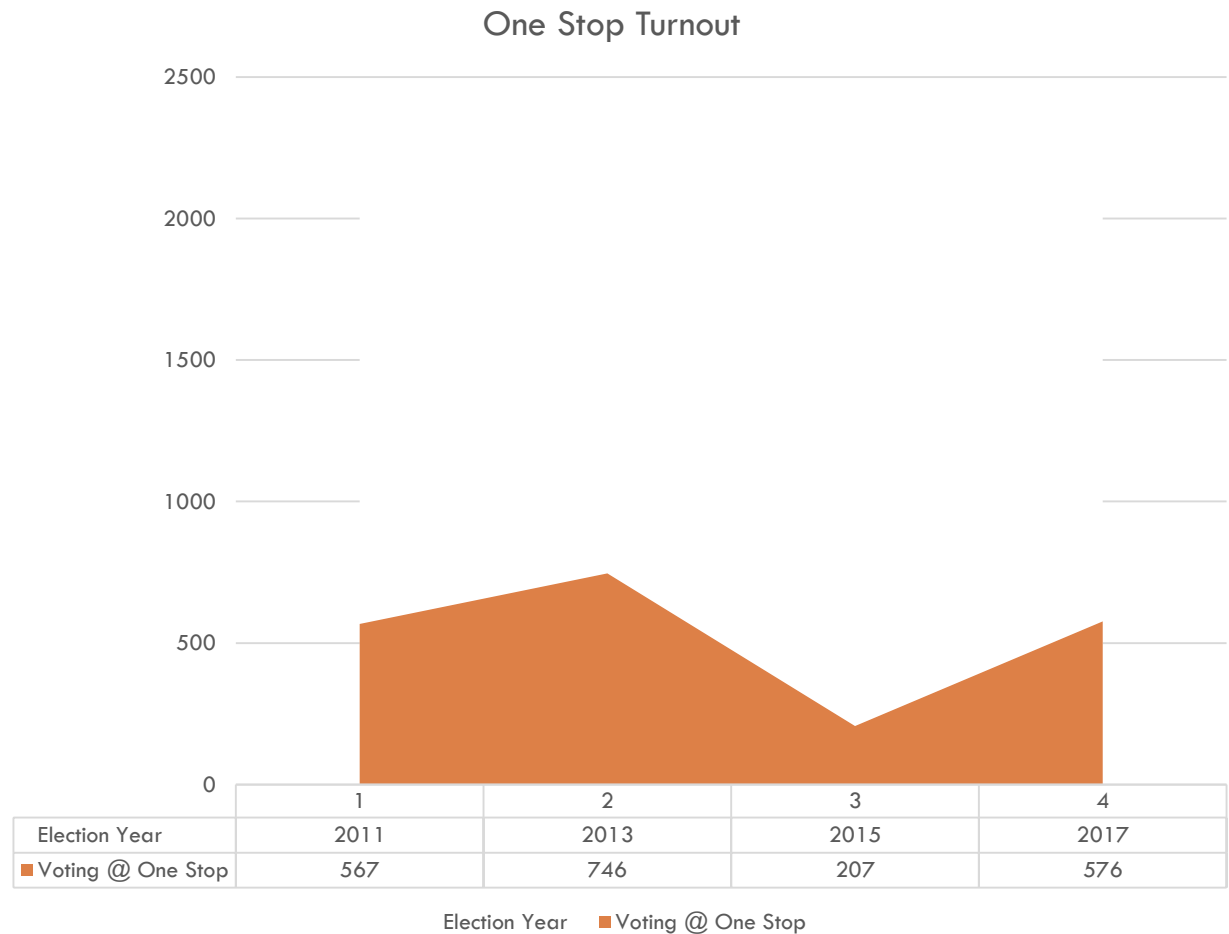 One Stop Turnout
2500
2000
1500
1000
500
0
1 2 3 4
Election Year 2011 2013 2015 2017
Voting @ One Stop 567 746 207 576
Election Year Voting @ One Stop